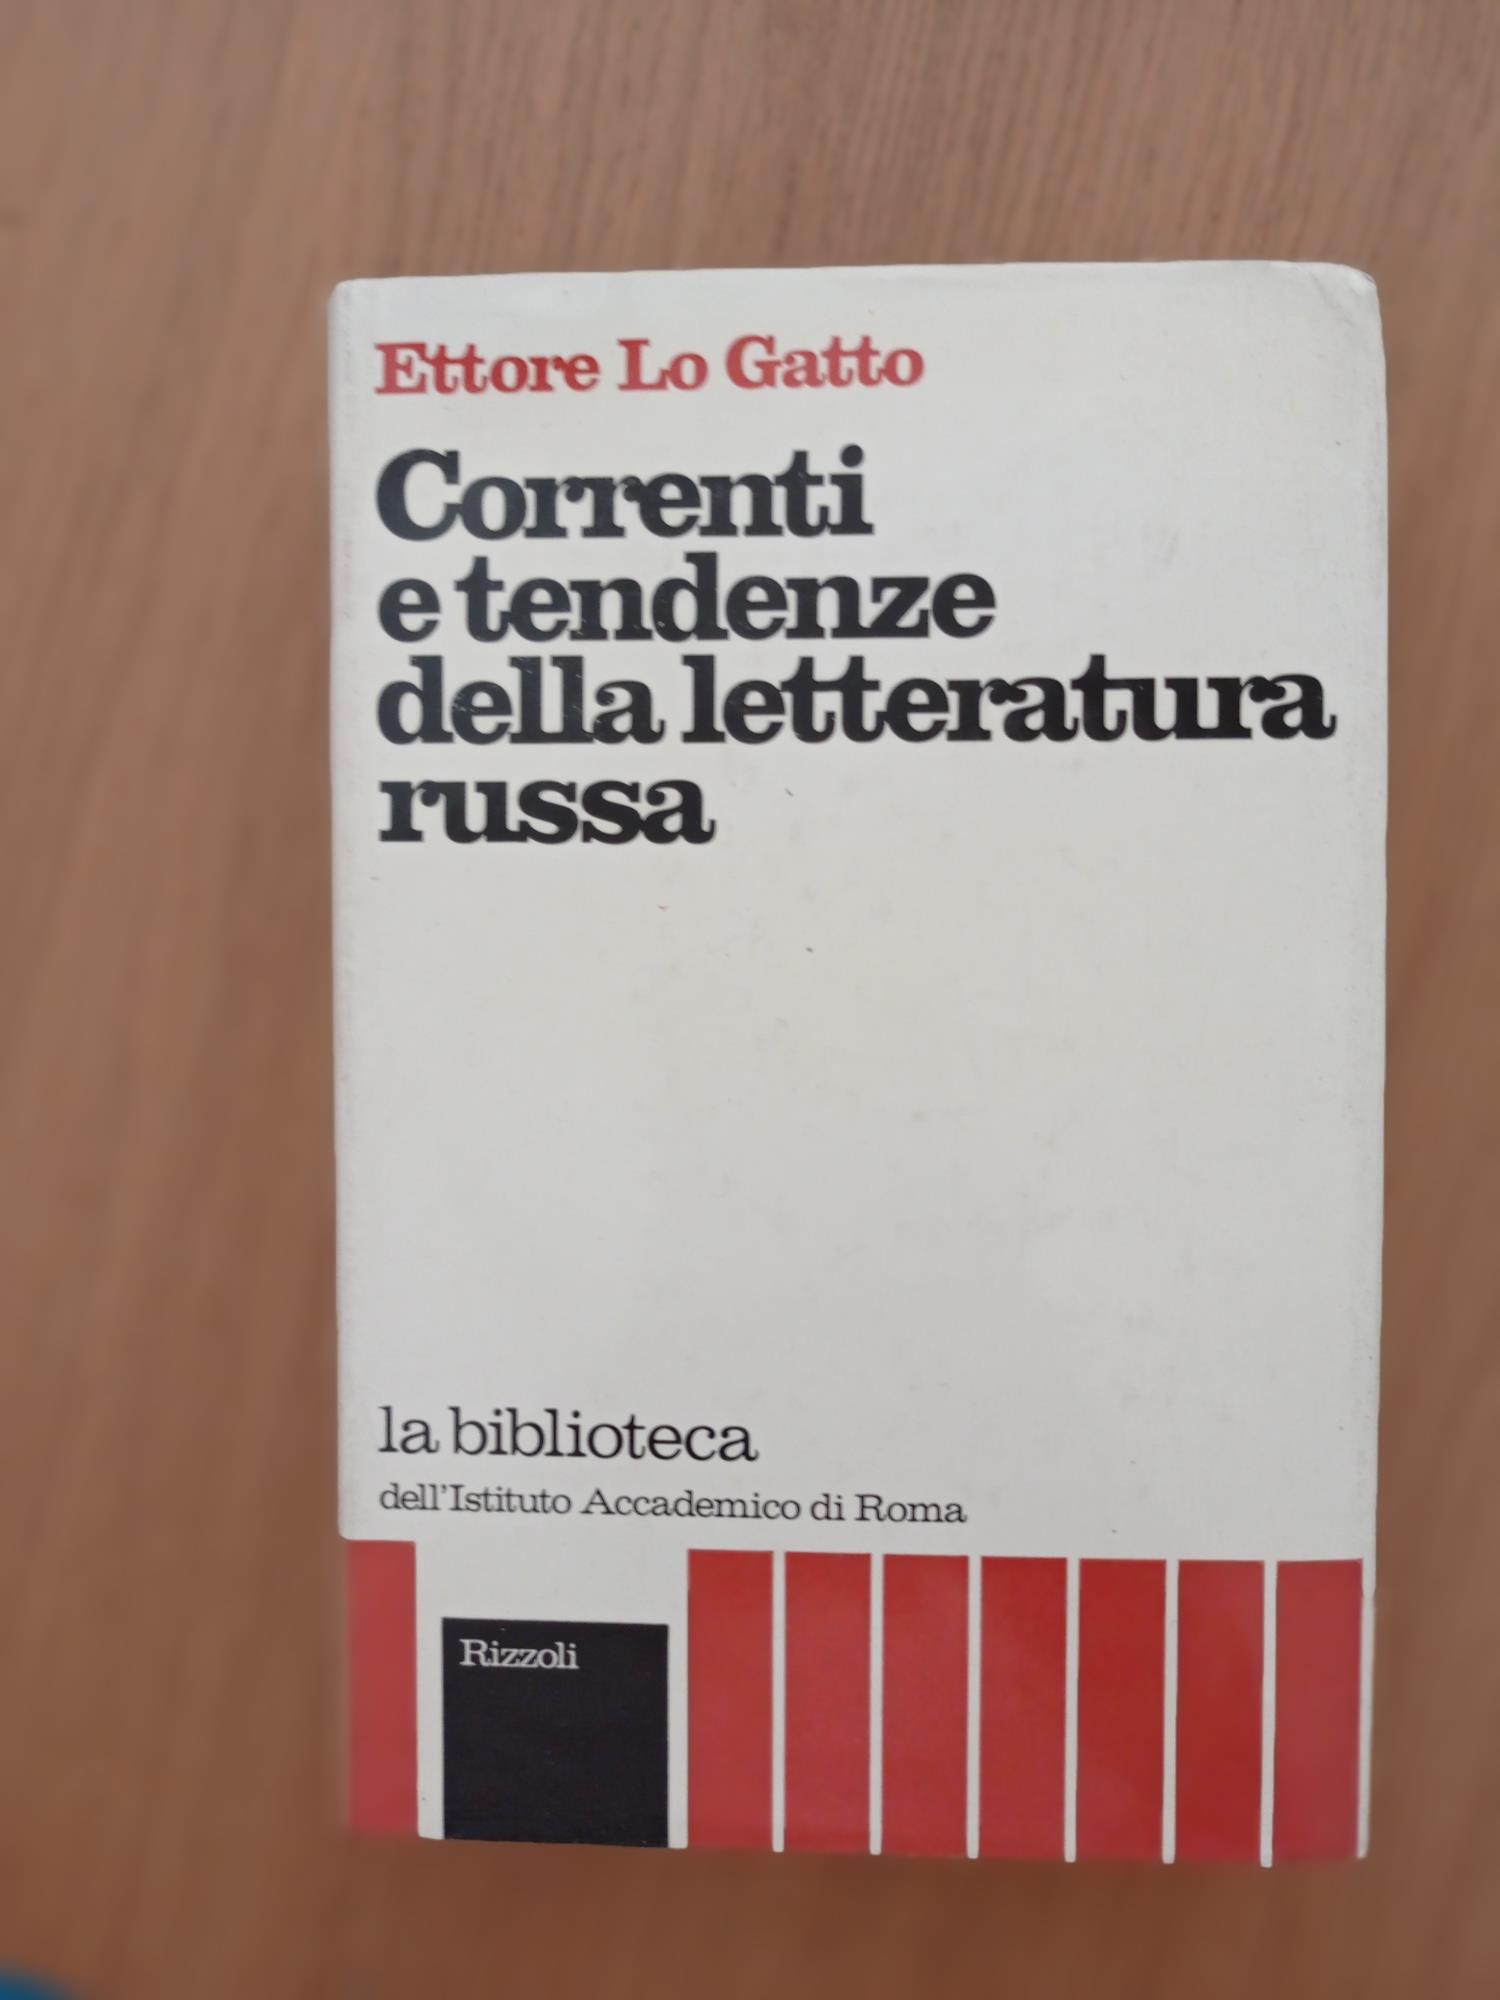 Ettore Lo Gatto
Correnti
e tendenze
della letteratura
russa
la biblioteca
dell'Istituto Accademico di Roma
Rizzoli